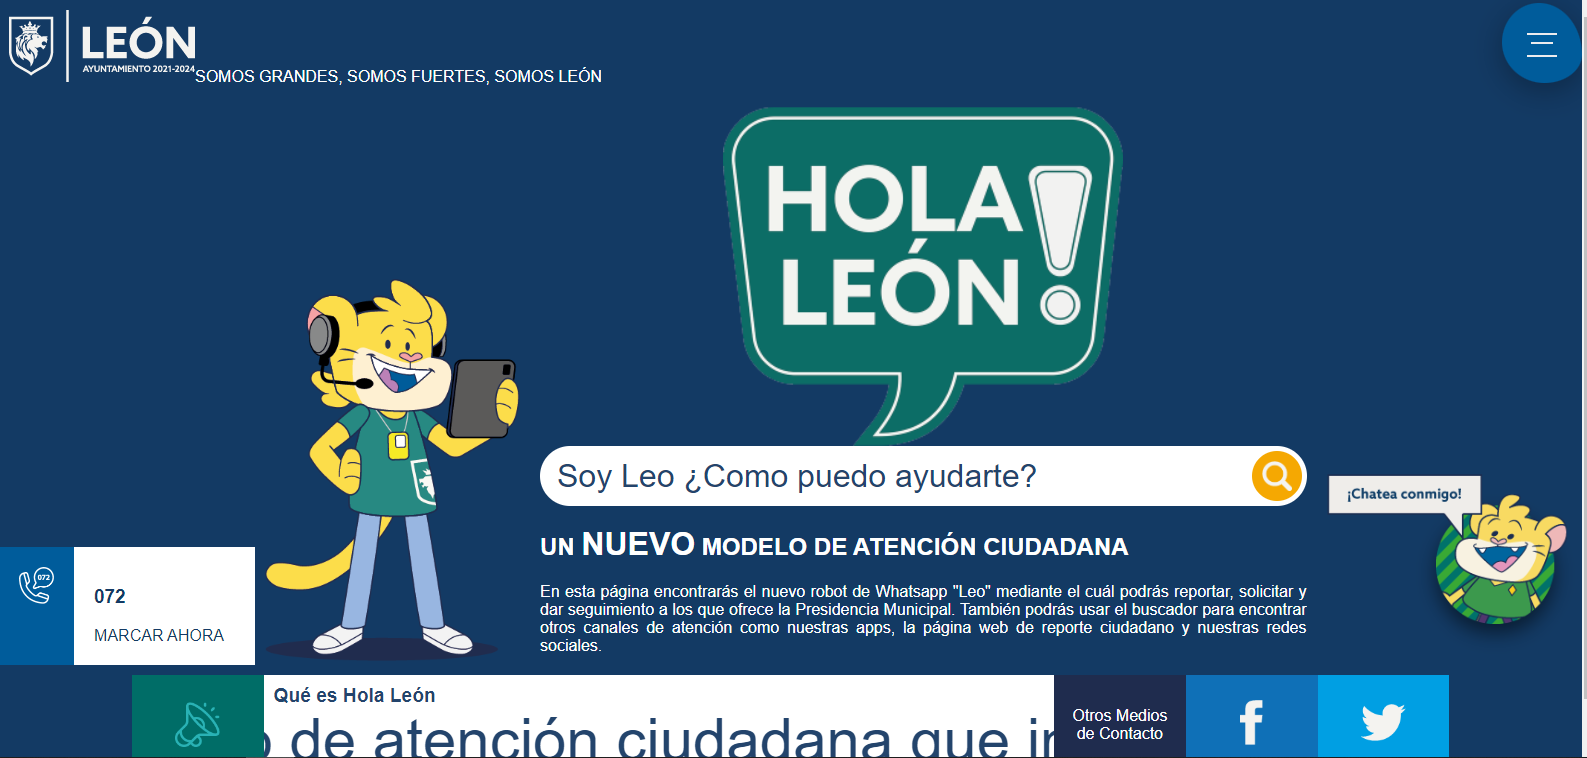 LEÓN
AYUNTAMIENTO 2021-2024
SOMOS GRANDES, SOMOS FUERTES, SOMOS LEÓN
HOLA
LEÓN!
Soy Leo ¿Como puedo ayudarte?
¡Chatea conmigo!
UN NUEVO MODELO DE ATENCIÓN CIUDADANA
En esta página encontrarás el nuevo robot de Whatsapp "Leo" mediante el cuál podrás reportar, solicitar y
dar seguimiento a los que ofrece la Presidencia Municipal. También podrás usar el buscador para encontrar
otros canales de atención como nuestras apps, la página web de reporte ciudadano y nuestras redes
sociales.
072
072
MARCAR AHORA
Qué es Hola León
de atención ciudadana que
Otros Medios
de Contacto